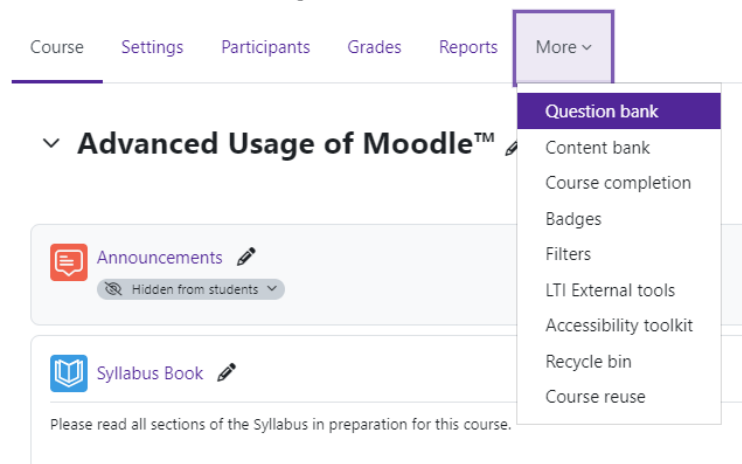 Course Settings Participants Grades Reports More
Question bank
Advanced Usage of Moodle™
Content bank
Course completion
Badges
Announcements
Filters
Hidden from students
LTI External tools
Accessibility toolkit
Recycle bin
Syllabus Book
Course reuse
Please read all sections of the Syllabus in preparation for this course.